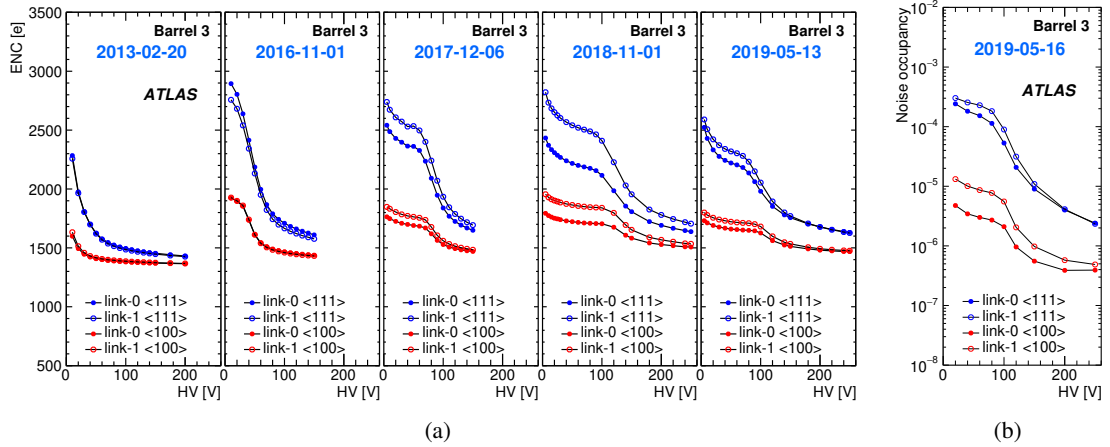 ENC [e]
3500
3000
2500
2000
1500
1000
500
Barrel 3
2013-02-20
ATLAS
link-0 <111>
link-1 <111>
link-0 <100>
link-1 <100>
0 100 200
HV [V]
Barrel 3
2016-11-01
link-0 <111>
link-1 <111>
link-0 <100>
link-1 <100>
0 100 200
HV [V]
Barrel 3
2017-12-06
link-0 <111>
link-1 <111>
link-0 <100>
link-1 <100>
0 100 200
HV [V]
Barrel 3
2018-11-01
link-0 <111>
link-1 <111>
link-0 <100>
link-1 <100>
0 100 200
HV [V]
Barrel 3
2019-05-13
link-0 <111>
link-1 <111>
link-0 <100>
link-1 <100>
0 100 200
HV [V]
(a)
Noise occupancy
10⁻²
10⁻³
10⁻⁴
10⁻⁵
10⁻⁶
10⁻⁷
10⁻⁸
Barrel 3
2019-05-16
ATLAS
link-0 <111>
link-1 <111>
link-0 <100>
link-1 <100>
0 100 200
HV [V]
(b)